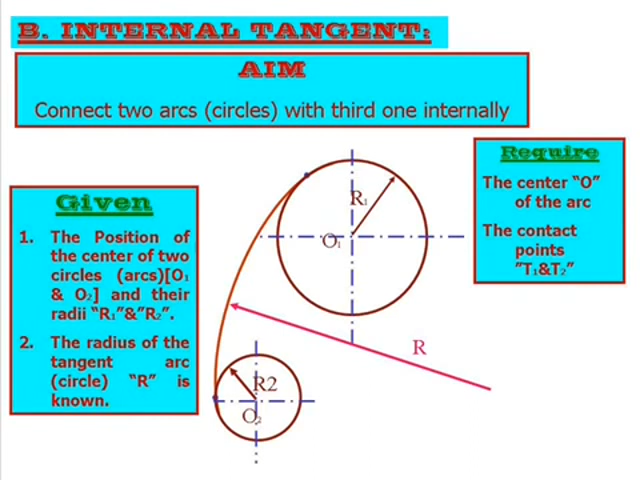 B. INTERNAL TANGENT:
AIM
Connect two arcs (circles) with third one internally
Given
1. The Position of
the center of two
circles (arcs)[O1
& O2] and their
radii “R1”&”R2”.
2. The radius of the
tangent arc
(circle) “R” is
known.
R1
O1
R
R2
O2
Require
The center “O”
of the arc
The contact
points
”T1&T2”